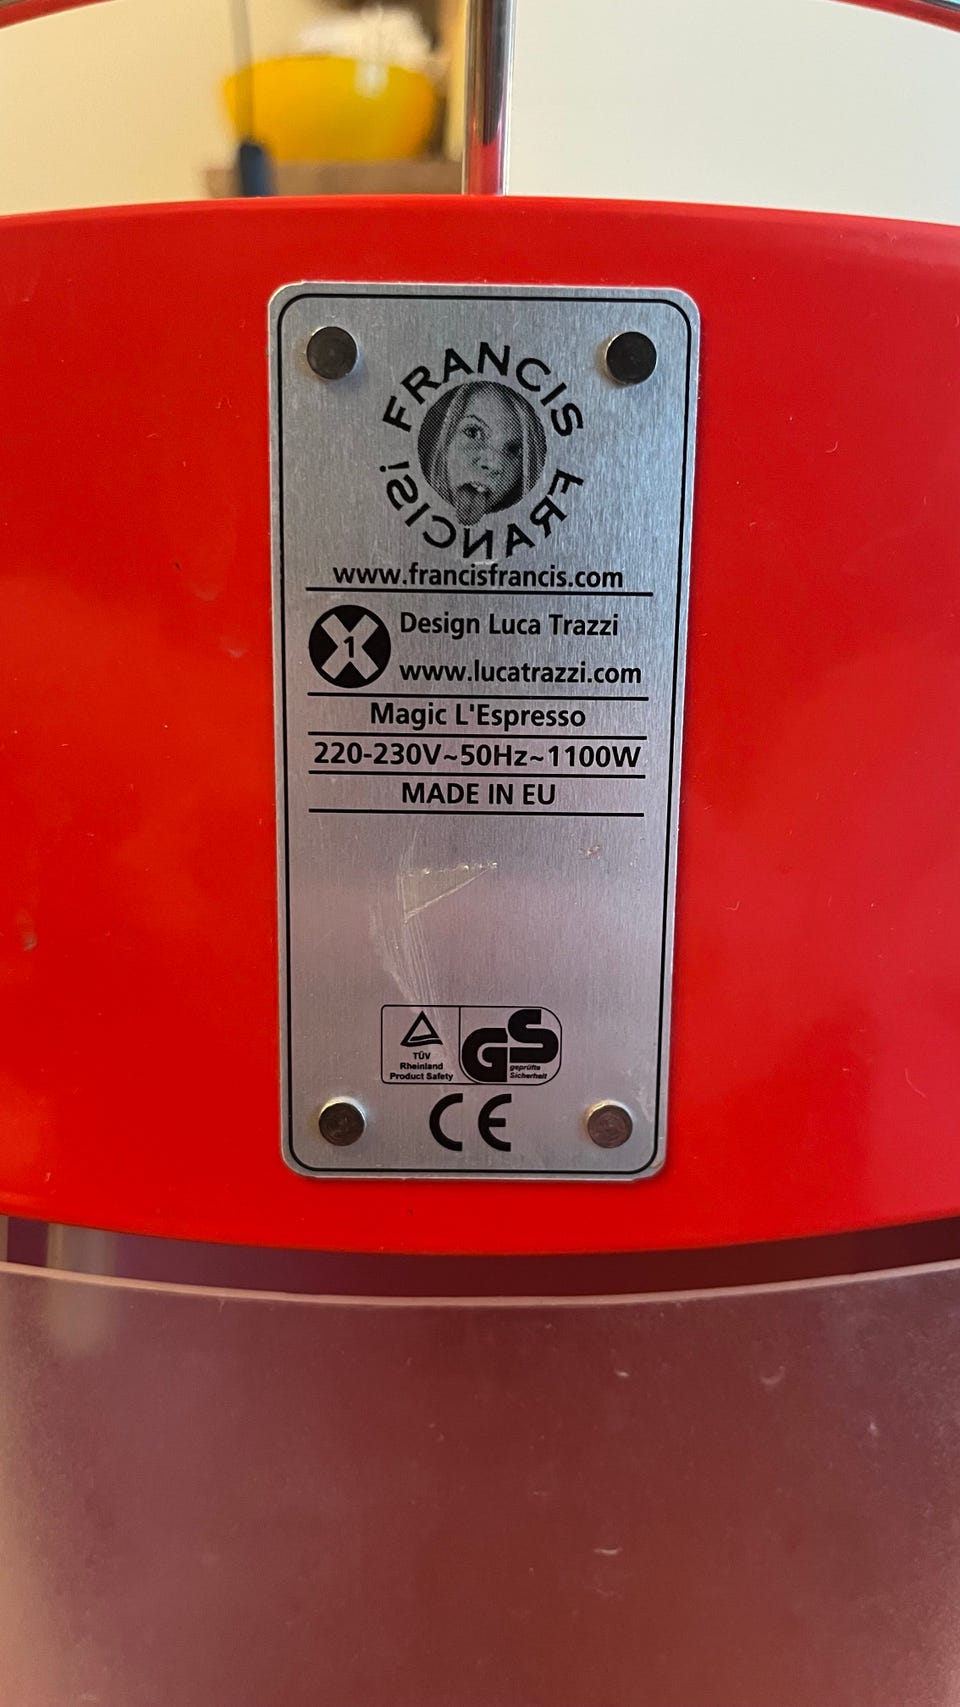 FRANCIS
FRANCIS!
www.francisfrancis.com
X1
Design Luca Trazzi
www.lucatrazzi.com
Magic L'Espresso
220-230V~50Hz~1100W
MADE IN EU
TÜV
Rheinland
Product Safety
GS
geprüfte
Sicherheit
CE